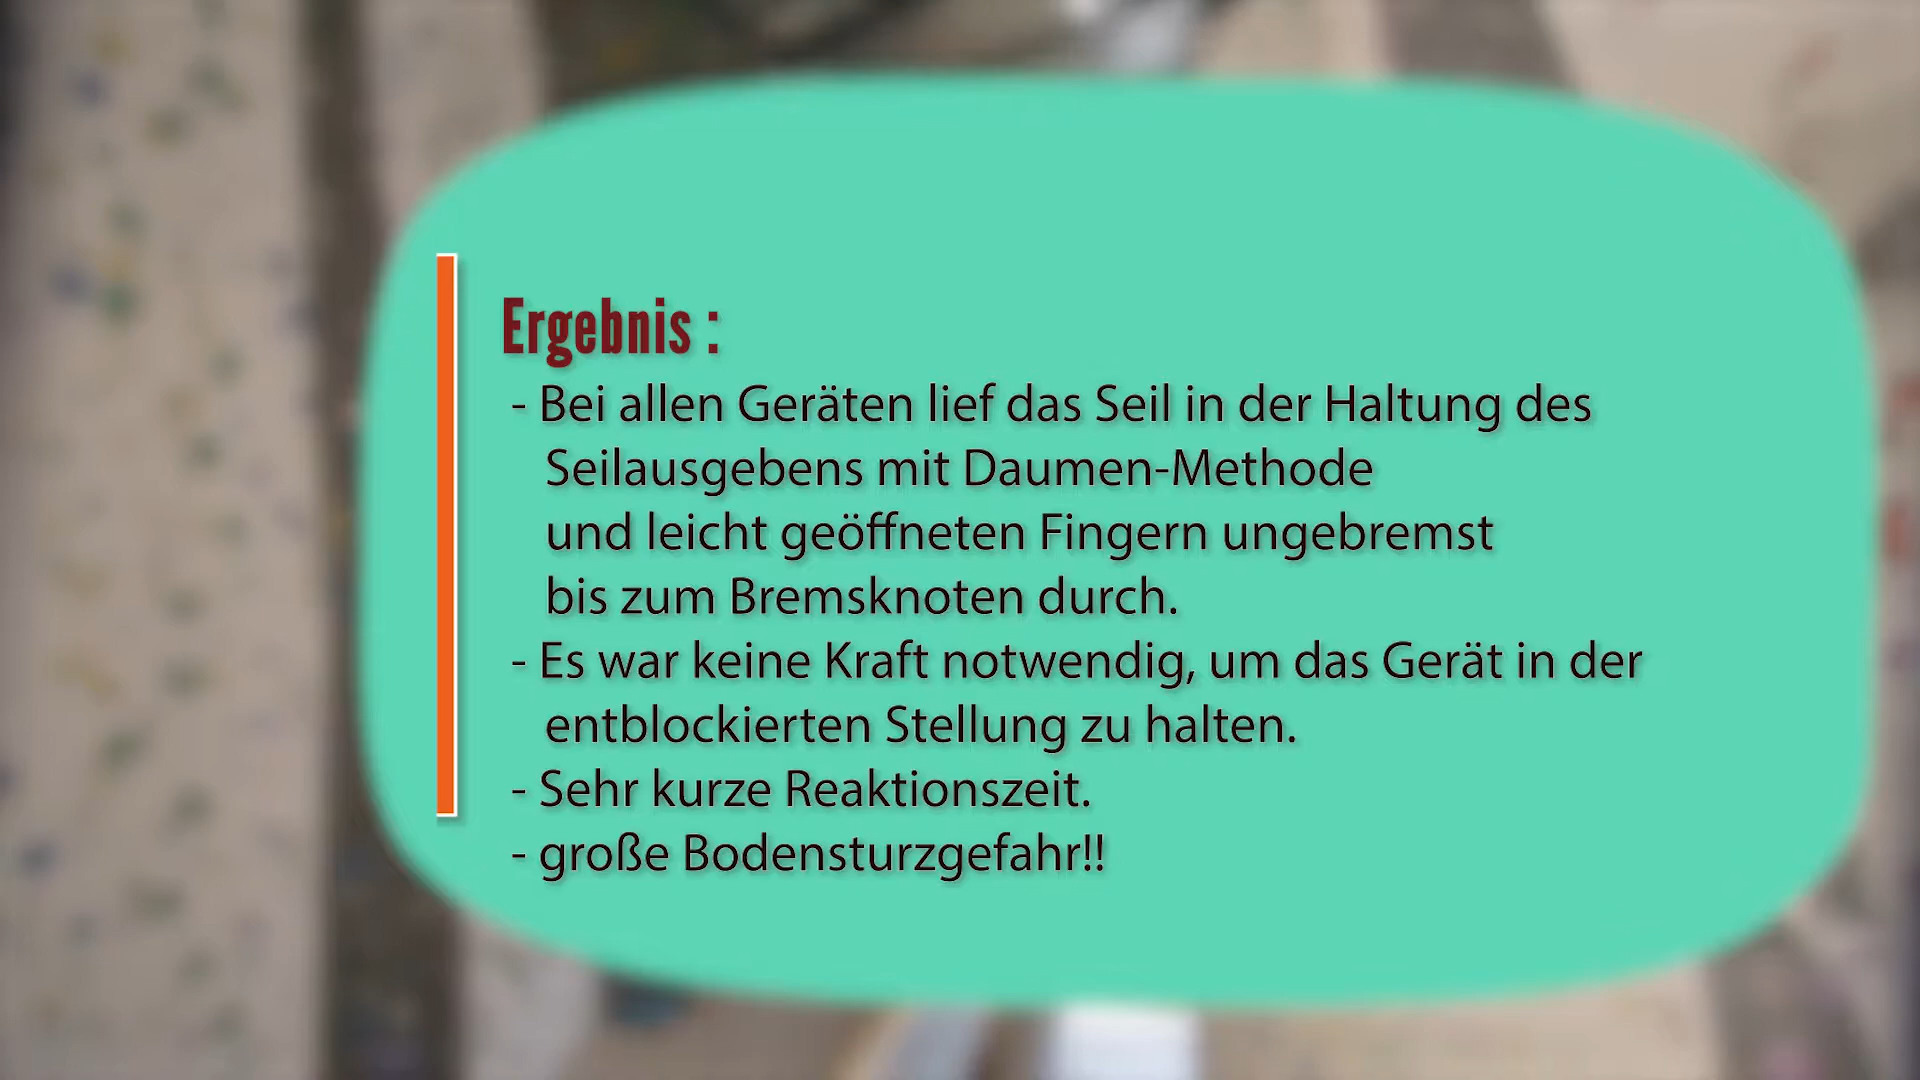 Ergebnis :
- Bei allen Geräten lief das Seil in der Haltung des
Seilausgebens mit Daumen-Methode
und leicht geöffneten Fingern ungebremst
bis zum Bremsknoten durch.
- Es war keine Kraft notwendig, um das Gerät in der
entblockierten Stellung zu halten.
- Sehr kurze Reaktionszeit.
- große Bodensturzgefahr!!